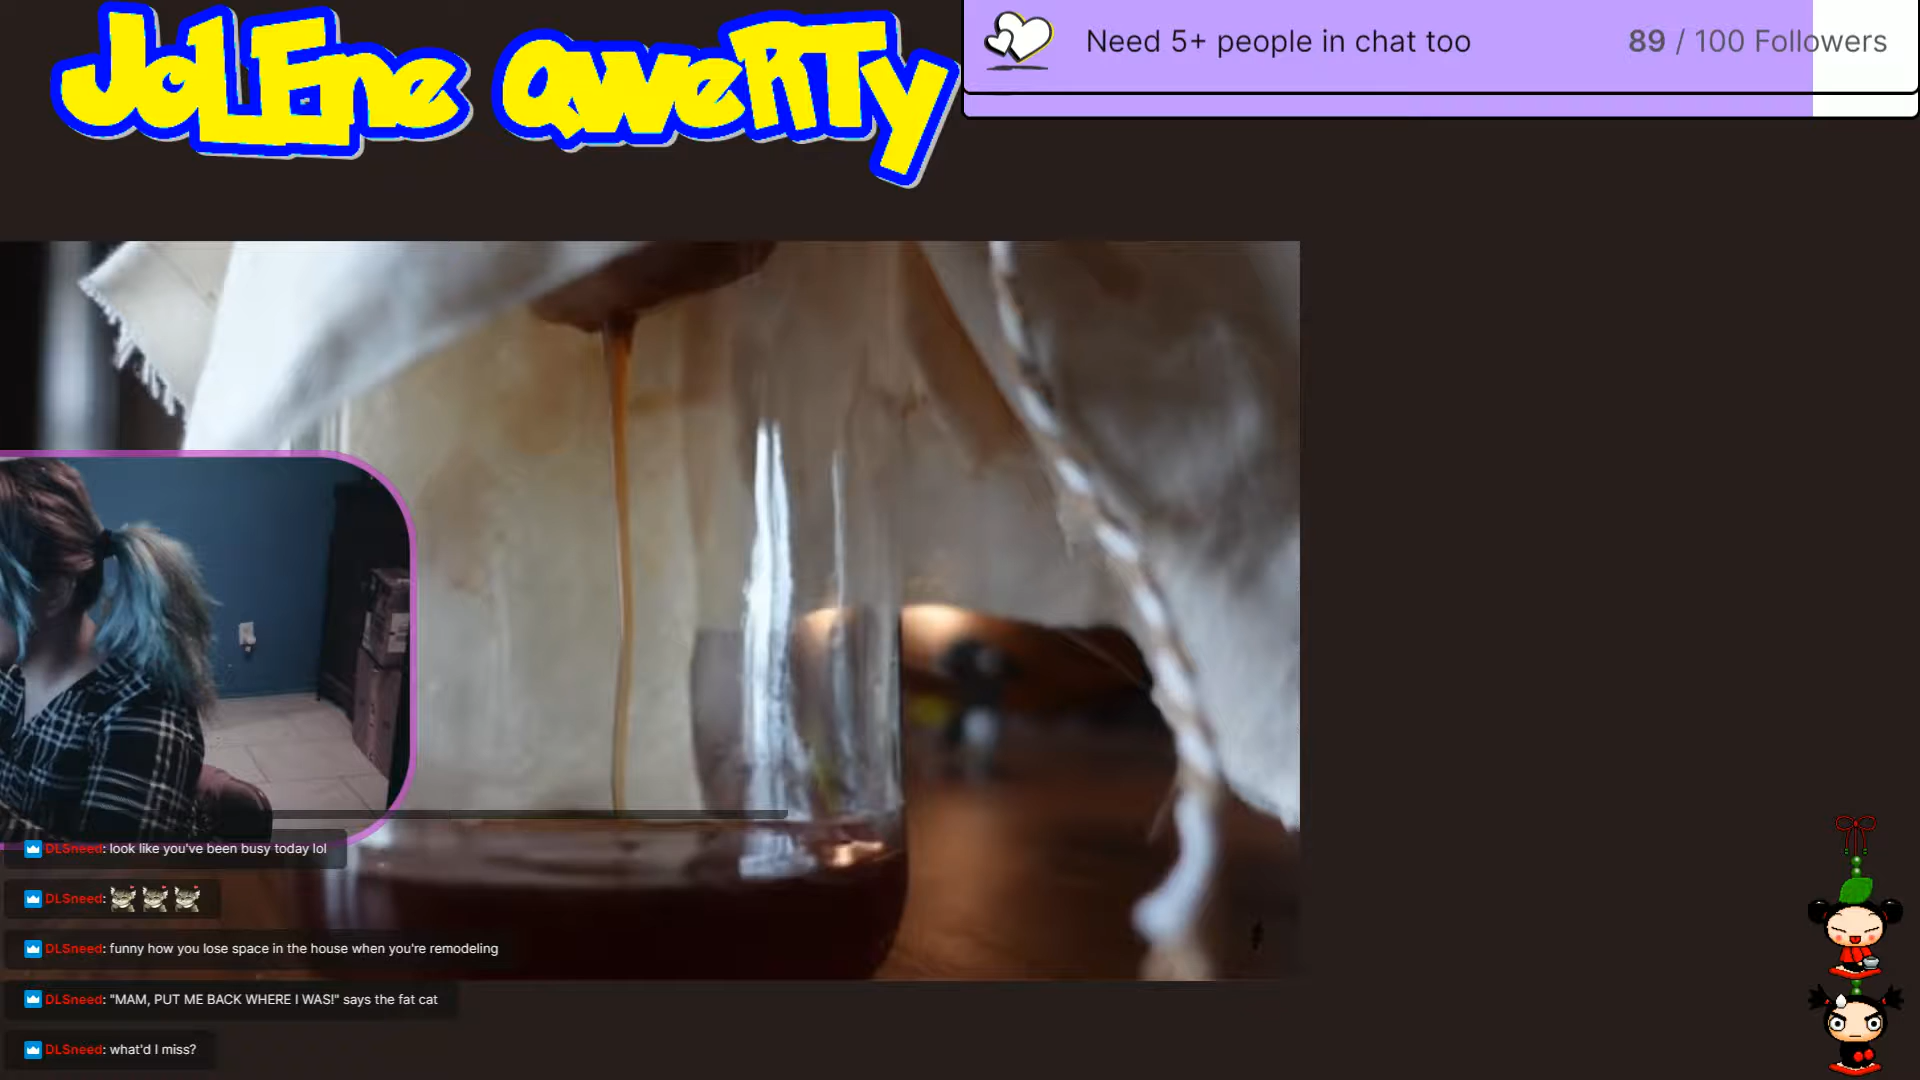 JoLEne QweRTy
Need 5+ people in chat too
89 / 100 Followers
DLSneed: look like you've been busy today lol
DLSneed:
DLSneed: funny how you lose space in the house when you're remodeling
DLSneed: "MAM, PUT ME BACK WHERE I WAS!" says the fat cat
DLSneed: what'd I miss?